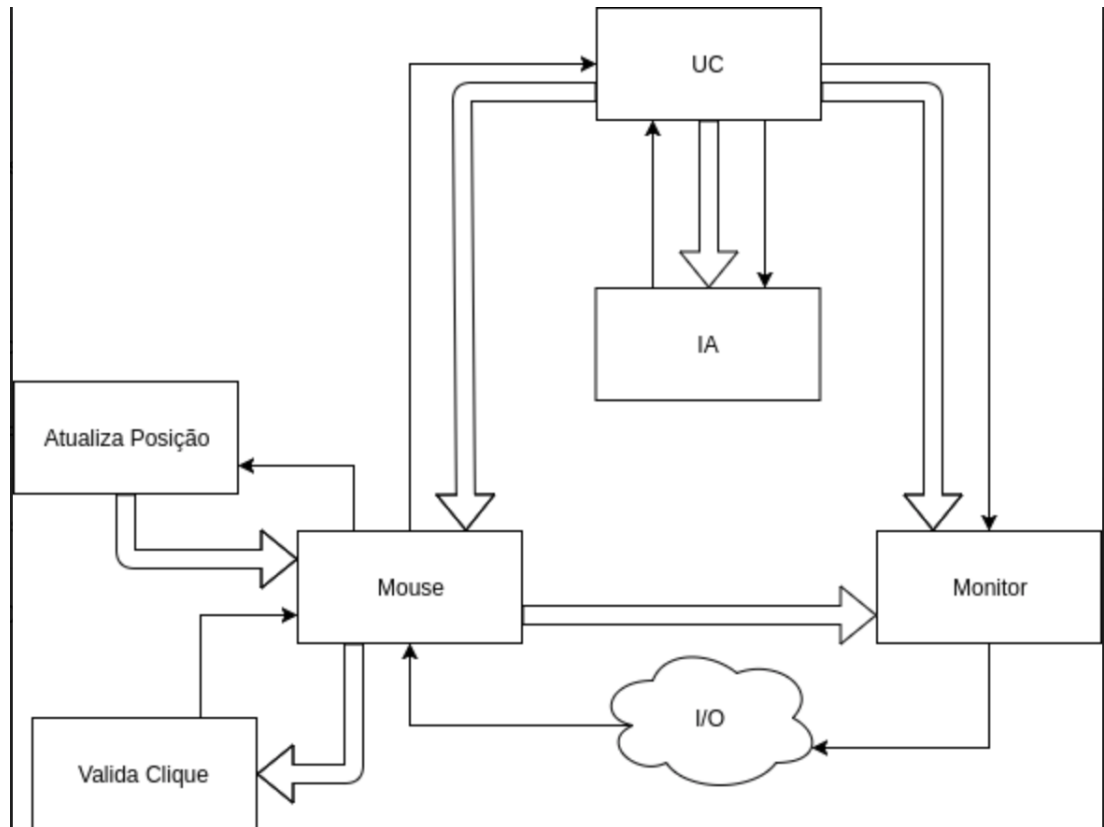 UC
IA
Atualiza Posição
Mouse
Monitor
I/O
Valida Clique